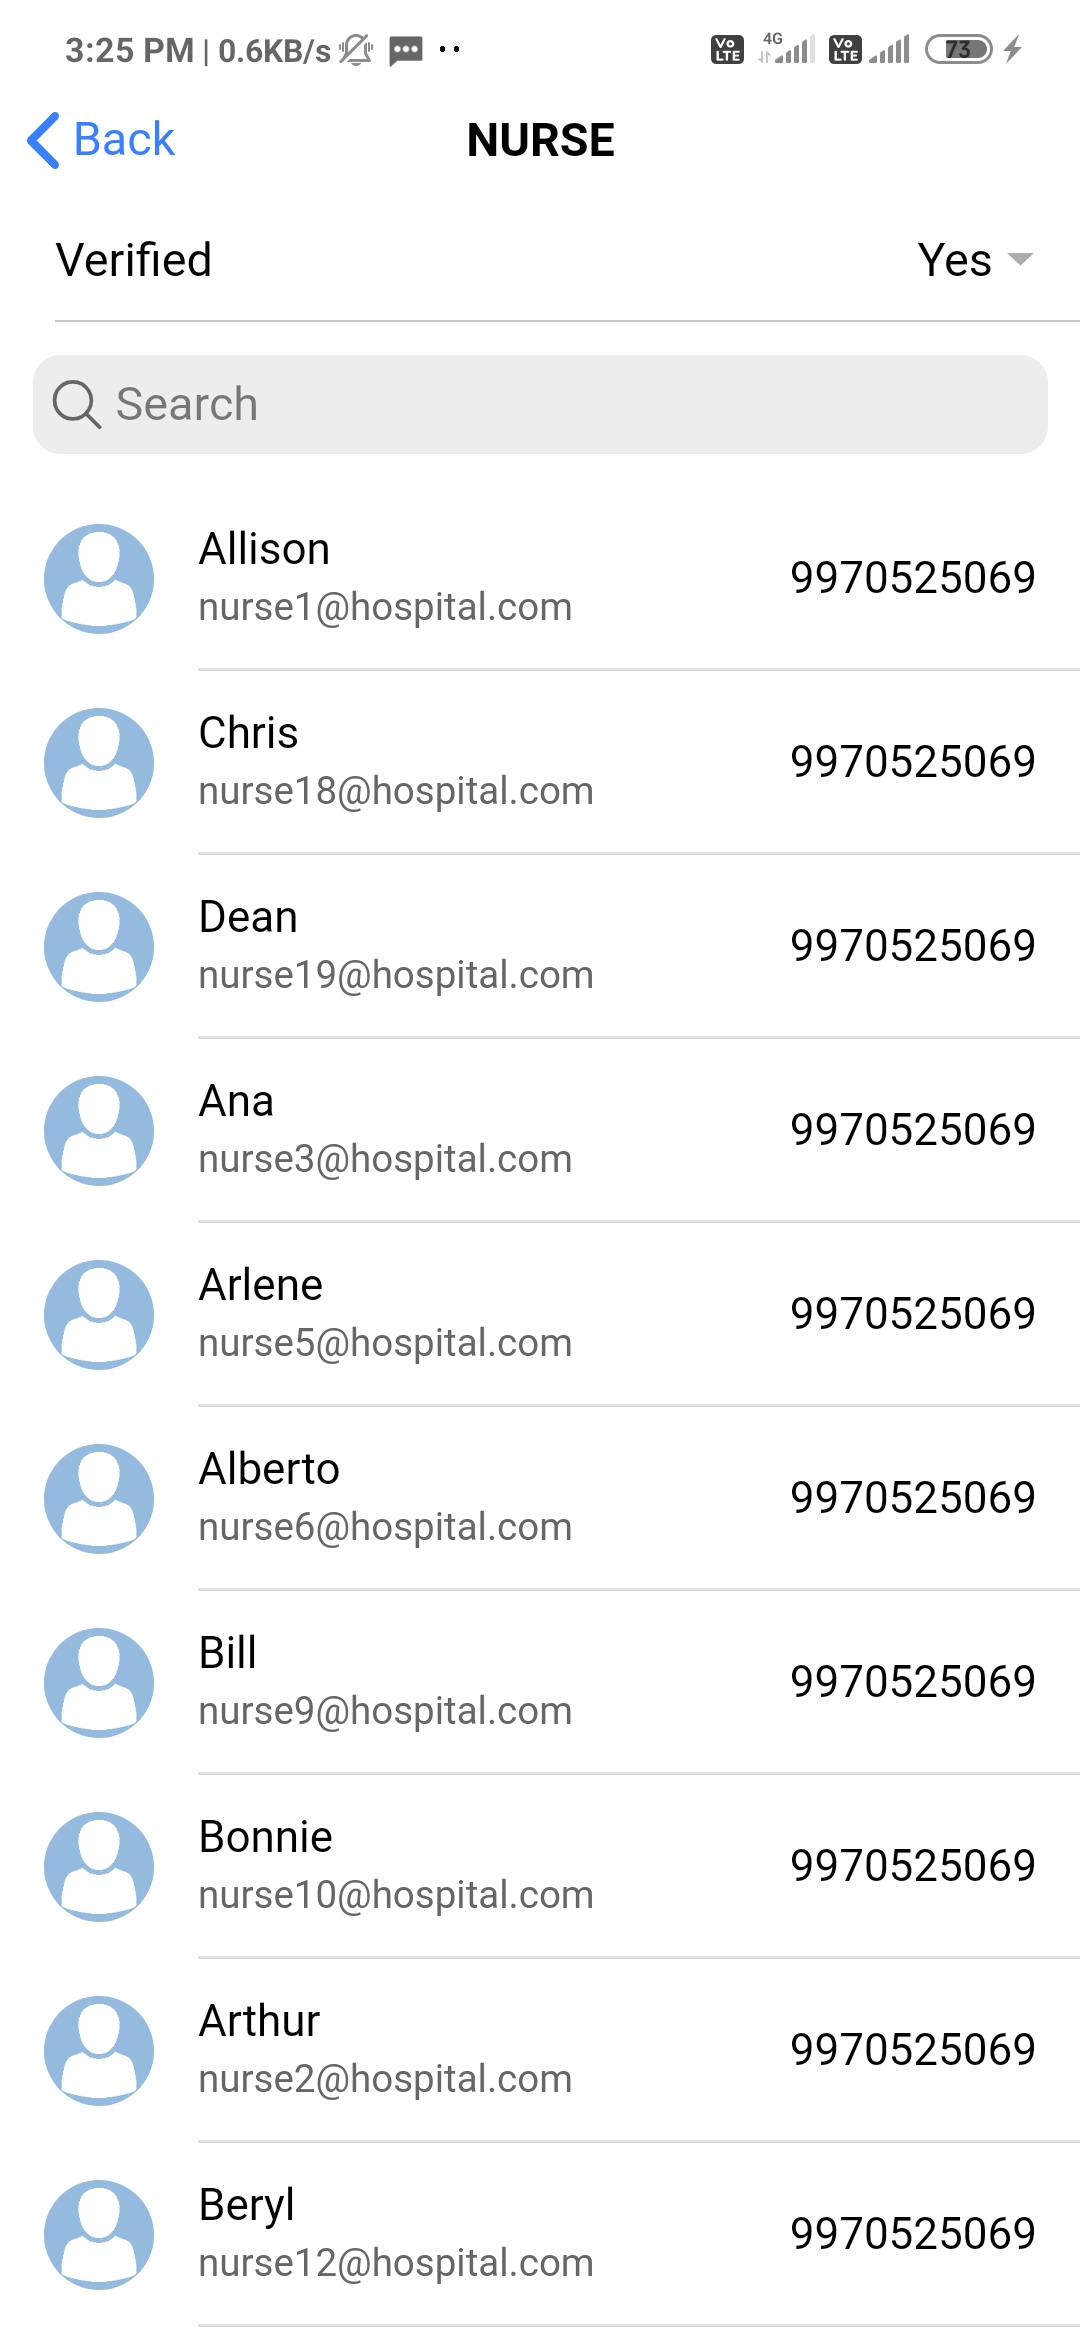 3:25 PM | 0.6KB/s Vo LTE 4G Vo LTE 73
Back NURSE
Verified Yes
Search
Allison
nurse1@hospital.com
9970525069
Chris
nurse18@hospital.com
9970525069
Dean
nurse19@hospital.com
9970525069
Ana
nurse3@hospital.com
9970525069
Arlene
nurse5@hospital.com
9970525069
Alberto
nurse6@hospital.com
9970525069
Bill
nurse9@hospital.com
9970525069
Bonnie
nurse10@hospital.com
9970525069
Arthur
nurse2@hospital.com
9970525069
Beryl
nurse12@hospital.com
9970525069